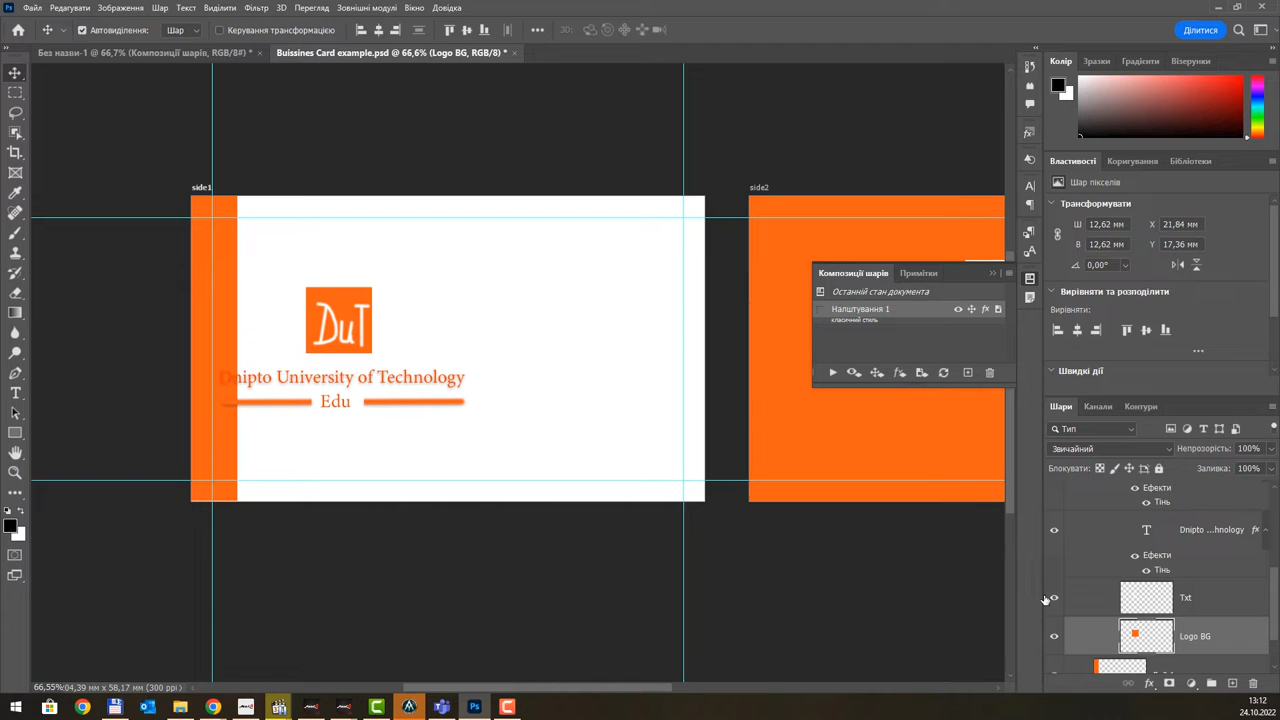 Файл Редагувати Зображення Шар Текст Виділити Фільтр 3D Перегляд Зовнішні модулі Вікно Довідка
Автовиділення: Шар Керування трансформацією ••• 3D: Ділитися
Без назви-1 @ 66,7% (Композиції шарів, RGB/8#) * × Buissines Card example.psd @ 66,6% (Logo BG, RGB/8) * ×
side1
side2
DuT
Dnipto University of Technology
Edu
Композиції шарів Примітки
Останній стан документа
Налаштування 1
класичний стиль
Колір Зразки Градієнти Візерунки
Властивості Коригування Бібліотеки
Шар пікселів
Трансформувати
Ш 12,62 мм X 21,84 мм
В 12,62 мм Y 17,36 мм
0,00°
Вирівняти та розподілити
Вирівняти:
•••
Швидкі дії
Шари Канали Контури
Тип
Звичайний Непрозорість: 100%
Блокувати: Заливка: 100%
Ефекти
Тінь
T Dnipto ...hnology fx
Ефекти
Тінь
Txt
Logo BG
66,55% 04,39 мм x 58,17 мм (300 ppi)
13:12
24.10.2022